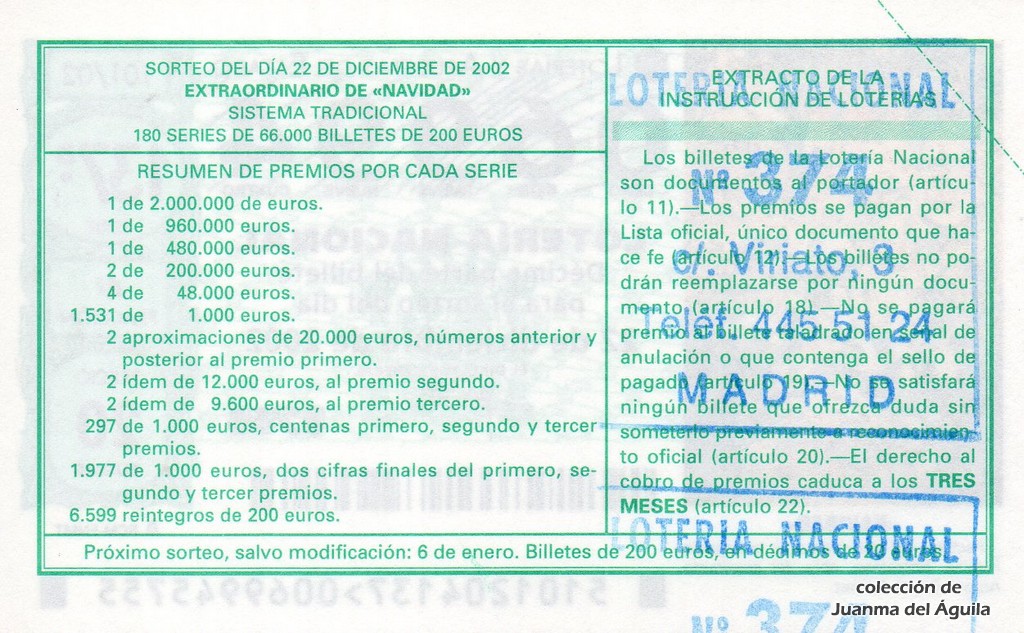 SORTEO DEL DÍA 22 DE DICIEMBRE DE 2002
EXTRAORDINARIO DE «NAVIDAD»
SISTEMA TRADICIONAL
180 SERIES DE 66.000 BILLETES DE 200 EUROS
RESUMEN DE PREMIOS POR CADA SERIE
1 de 2.000.000 de euros.
1 de 960.000 euros.
1 de 480.000 euros.
2 de 200.000 euros.
4 de 48.000 euros.
1.531 de 1.000 euros.
2 aproximaciones de 20.000 euros, números anterior y
posterior al premio primero.
2 ídem de 12.000 euros, al premio segundo.
2 ídem de 9.600 euros, al premio tercero.
297 de 1.000 euros, centenas primero, segundo y tercer
premios.
1.977 de 1.000 euros, dos cifras finales del primero, se-
gundo y tercer premios.
6.599 reintegros de 200 euros.
EXTRACTO DE LA
INSTRUCCIÓN DE LOTERÍAS
Los billetes de la Lotería Nacional
son documentos al portador (artícu-
lo 11).—Los premios se pagan por la
Lista oficial, único documento que ha-
ce fe (artículo 12).—Los billetes no po-
drán reemplazarse por ningún docu-
mento (artículo 18).—No se pagará
premio al billete taladrado en señal de
anulación o que contenga el sello de
pagado (artículo 19).—No se satisfará
ningún billete que ofrezca duda sin
someterlo previamente a reconocimien-
to oficial (artículo 20).—El derecho al
cobro de premios caduca a los TRES
MESES (artículo 22).
Próximo sorteo, salvo modificación: 6 de enero. Billetes de 200 euros, en décimos de 20 euros.
LOTERIA NACIONAL
Nº 374
c/. Viriato, 3
Teléf. 445 51 24
MADRID
LOTERIA NACIONAL
Nº 374
colección de
Juanma del Águila